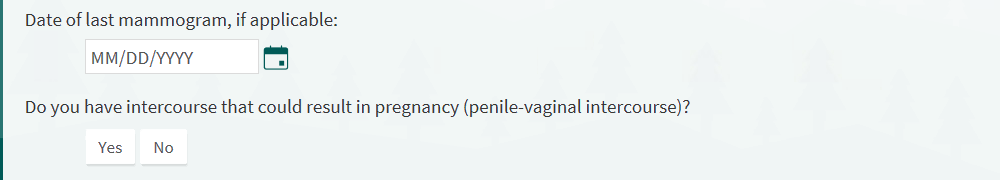 Date of last mammogram, if applicable:
MM/DD/YYYY
Do you have intercourse that could result in pregnancy (penile-vaginal intercourse)?
Yes No